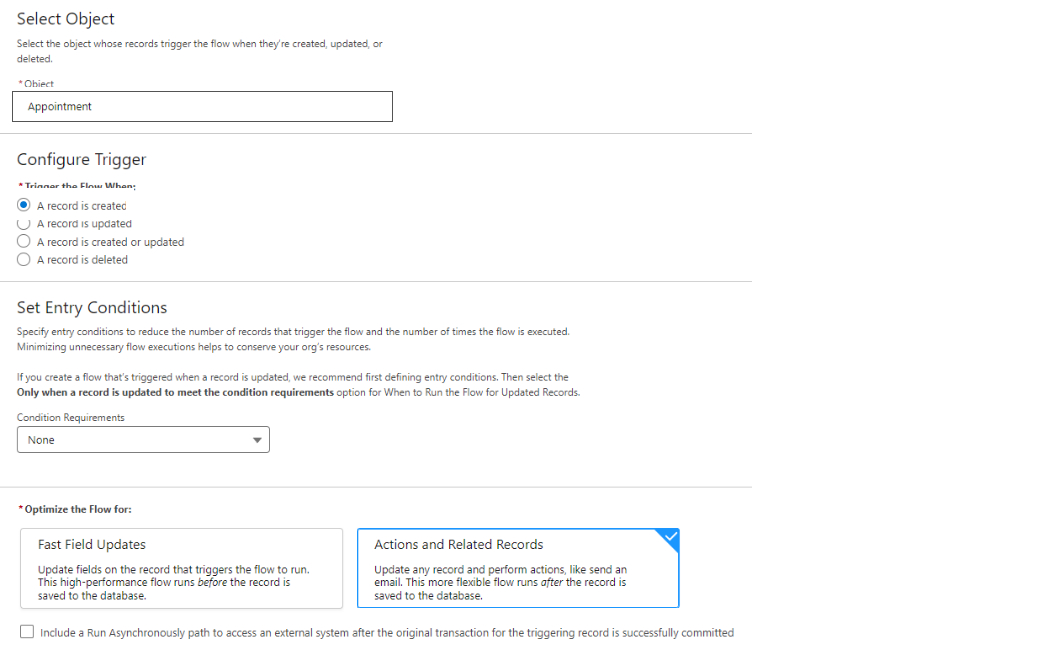 Select Object
Select the object whose records trigger the flow when they're created, updated, or
deleted.
* Object
Appointment
Configure Trigger
* Trigger the Flow When:
A record is created
A record is updated
A record is created or updated
A record is deleted
Set Entry Conditions
Specify entry conditions to reduce the number of records that trigger the flow and the number of times the flow is executed.
Minimizing unnecessary flow executions helps to conserve your org's resources.
If you create a flow that's triggered when a record is updated, we recommend first defining entry conditions. Then select the
Only when a record is updated to meet the condition requirements option for When to Run the Flow for Updated Records.
Condition Requirements
None
* Optimize the Flow for:
Fast Field Updates
Update fields on the record that triggers the flow to run.
This high-performance flow runs before the record is
saved to the database.
Actions and Related Records
Update any record and perform actions, like send an
email. This more flexible flow runs after the record is
saved to the database.
Include a Run Asynchronously path to access an external system after the original transaction for the triggering record is successfully committed